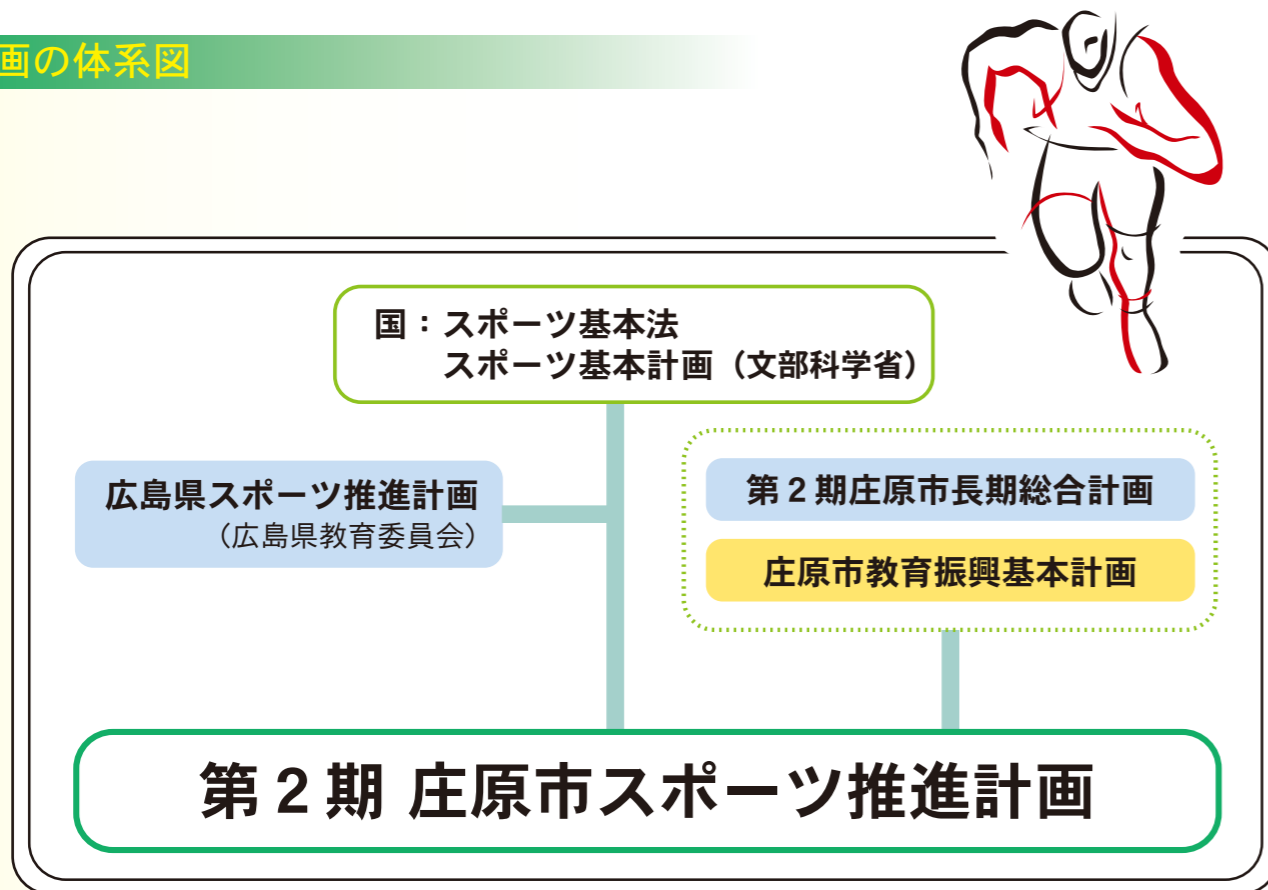 画の体系図
国：スポーツ基本法
スポーツ基本計画（文部科学省）
広島県スポーツ推進計画
（広島県教育委員会）
第２期庄原市長期総合計画
庄原市教育振興基本計画
第２期 庄原市スポーツ推進計画